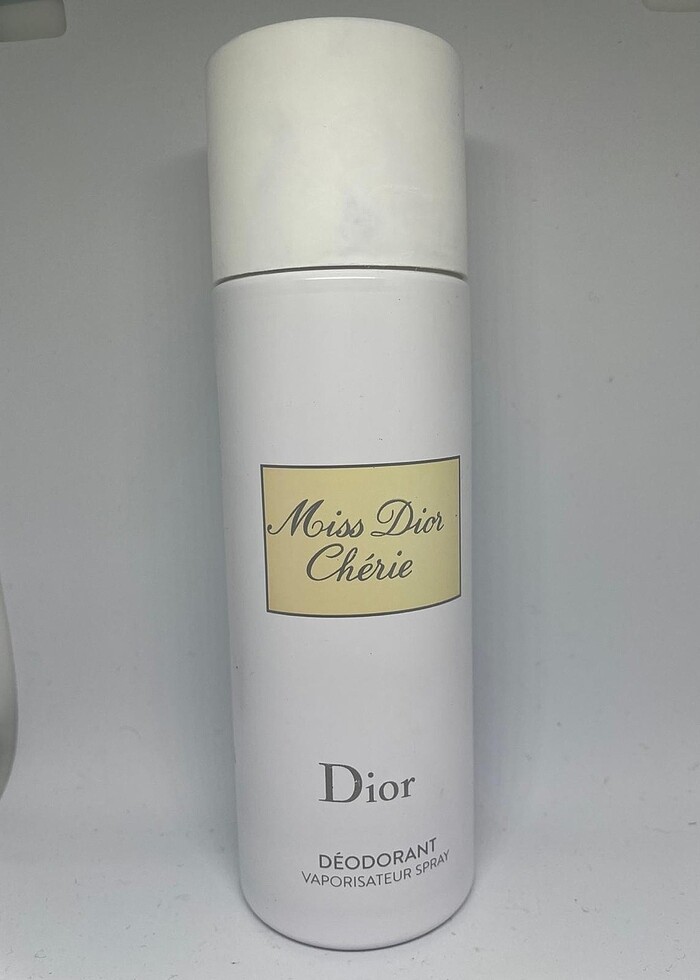 Miss Dior
Chérie
Dior
DÉODORANT
VAPORISATEUR SPRAY